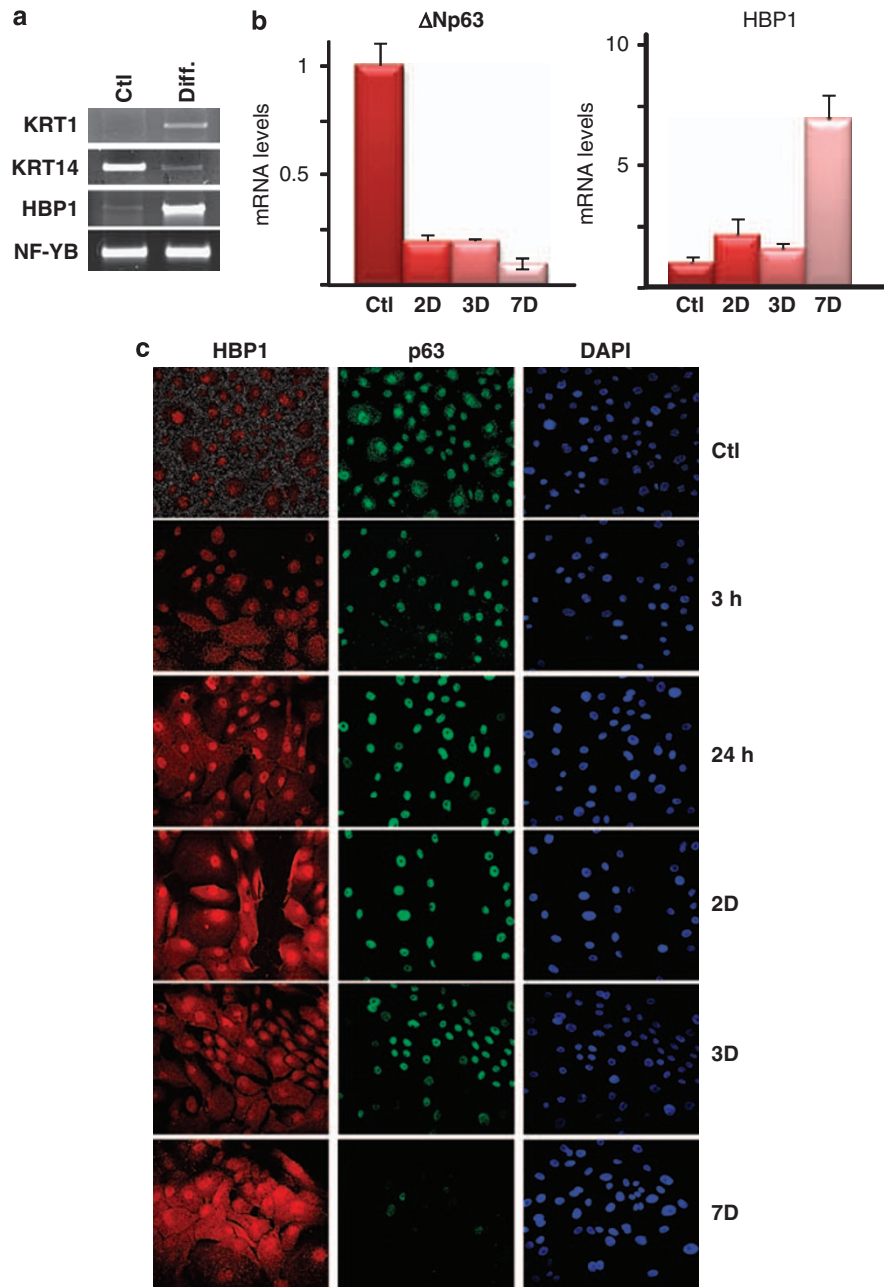 a
Ctl Diff.
KRT1
KRT14
HBP1
NF-YB
b
ΔNp63
mRNA levels
1
0.5
Ctl 2D 3D 7D
HBP1
mRNA levels
10
5
Ctl 2D 3D 7D
c
HBP1 p63 DAPI
Ctl
3 h
24 h
2D
3D
7D